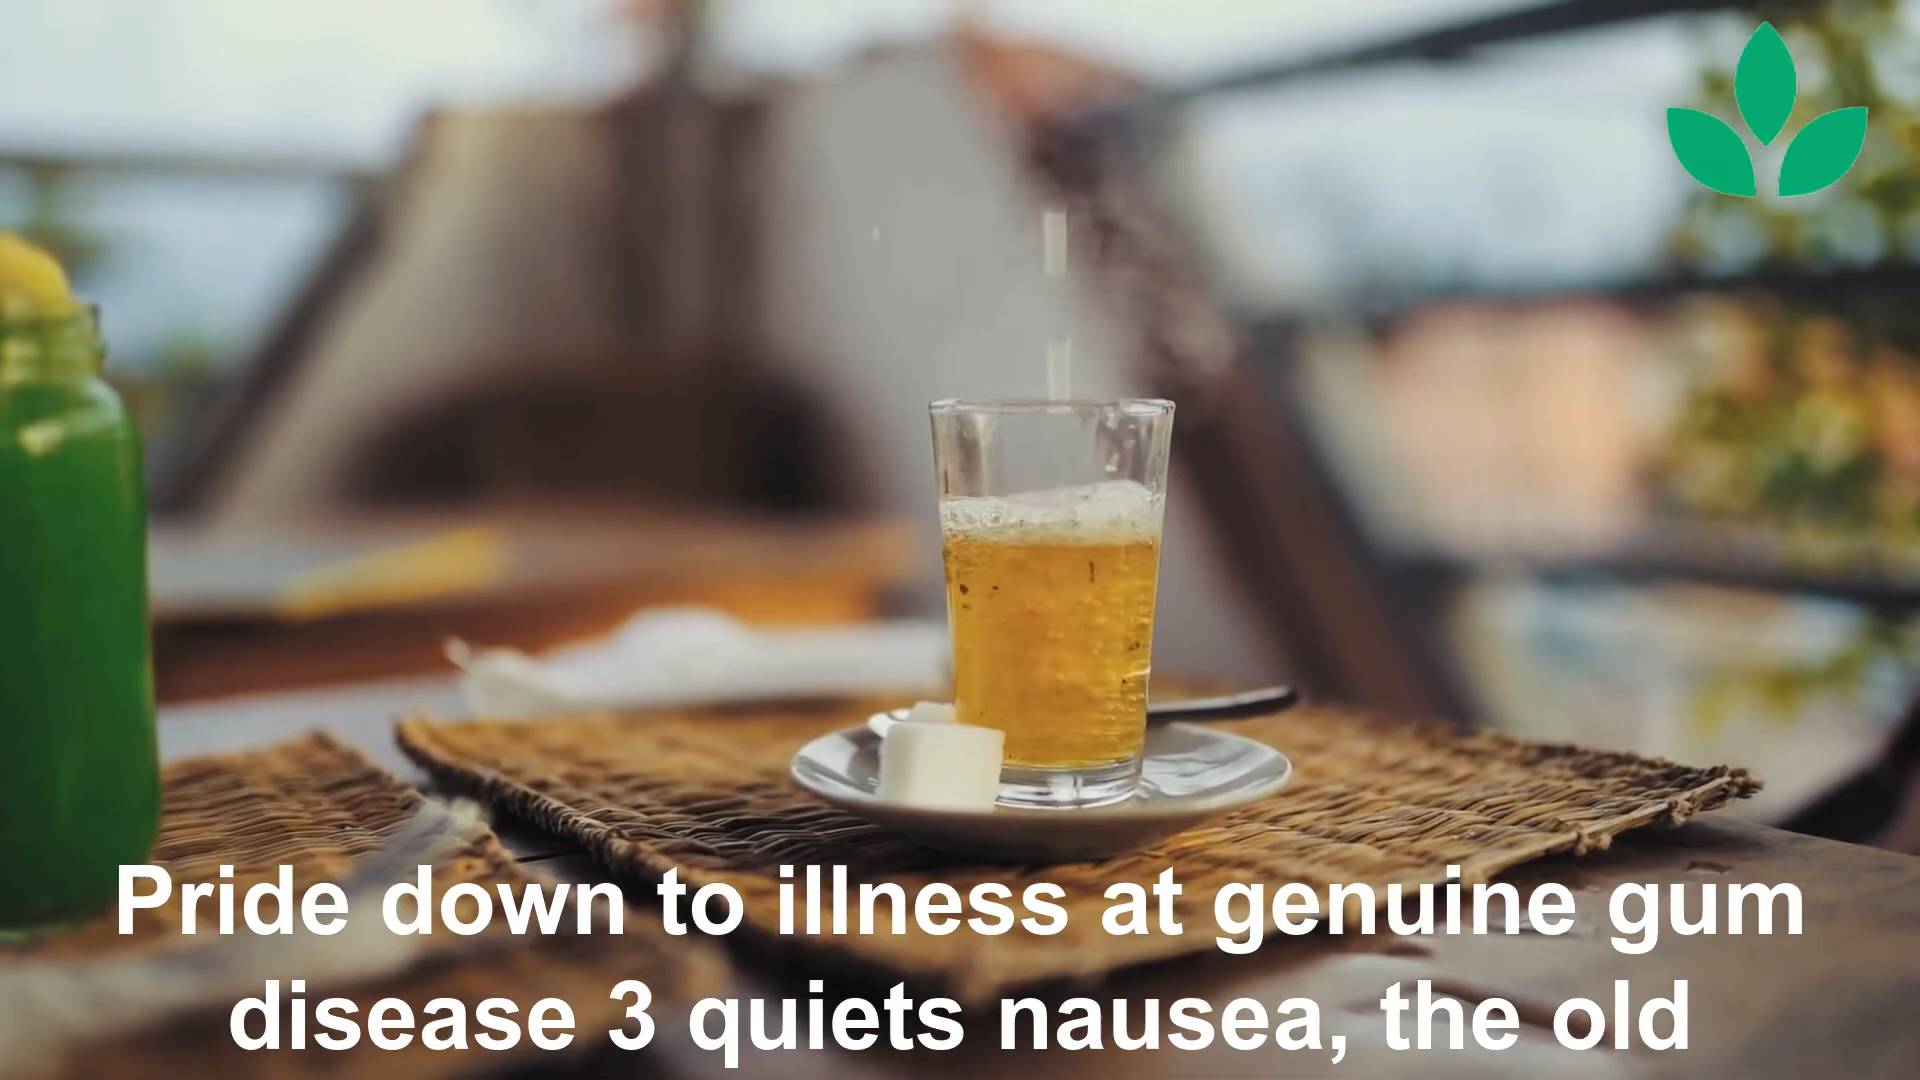 Pride down to illness at genuine gum
disease 3 quiets nausea, the old